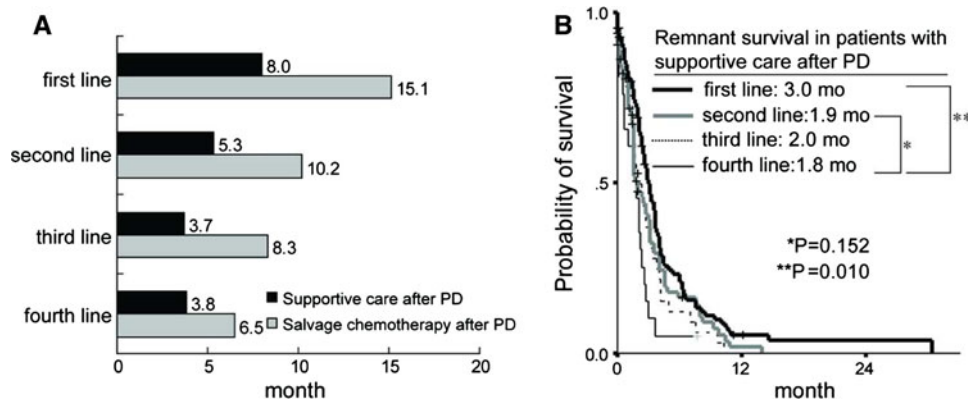 A
first line
8.0
15.1
second line
5.3
10.2
third line
3.7
8.3
fourth line
3.8
6.5
Supportive care after PD
Salvage chemotherapy after PD
0 5 10 15 20
month
B
Probability of survival
1.0
.5
0.0
Remnant survival in patients with
supportive care after PD
first line: 3.0 mo
second line:1.9 mo
third line: 2.0 mo
fourth line:1.8 mo
*
**
*P=0.152
**P=0.010
0 12 24
month